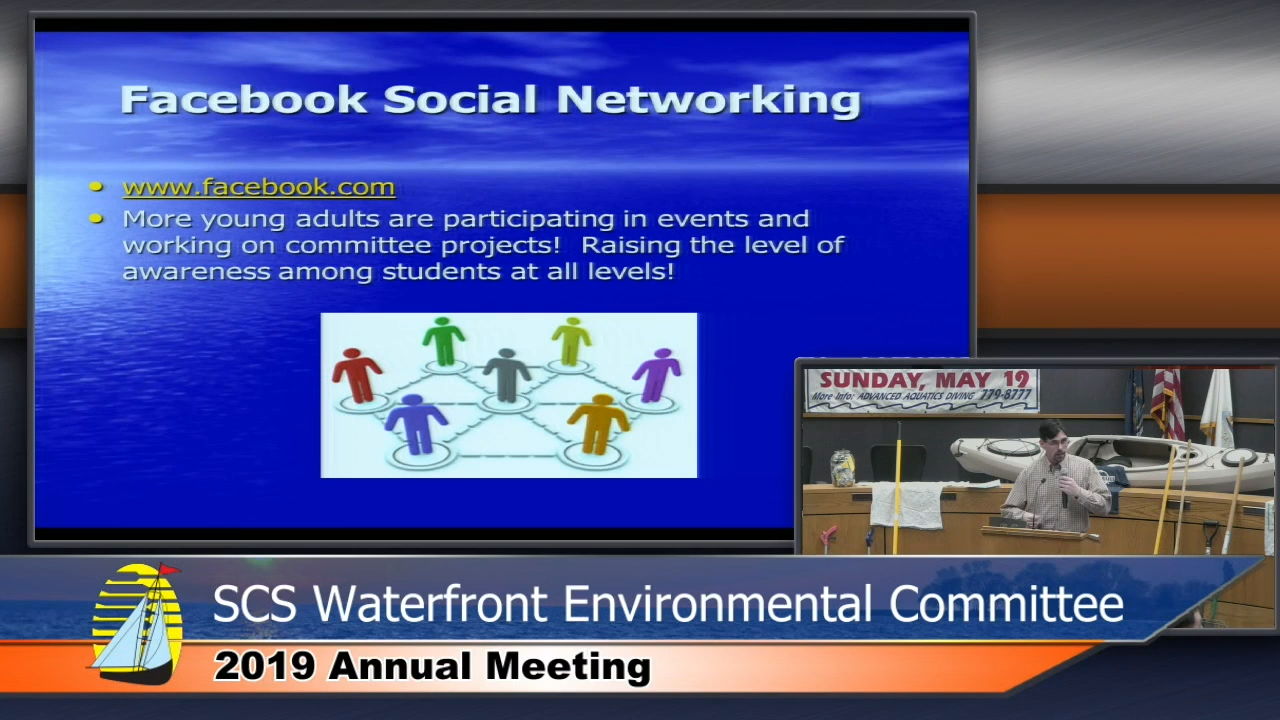 Facebook Social Networking
www.facebook.com
More young adults are participating in events and
working on committee projects!  Raising the level of
awareness among students at all levels!
SUNDAY, MAY 19
More Info: ADVANCED AQUATICS DIVING 779-8777
SCS Waterfront Environmental Committee
2019 Annual Meeting